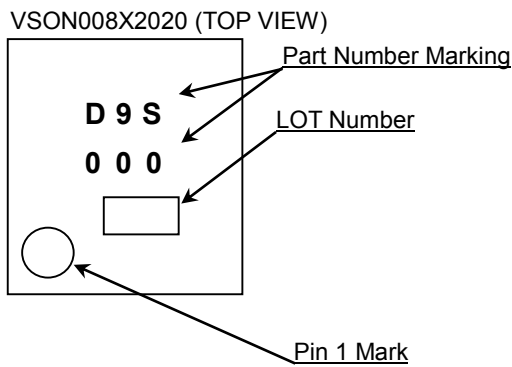 VSON008X2020 (TOP VIEW)
Part Number Marking
D 9 S
LOT Number
0 0 0
Pin 1 Mark